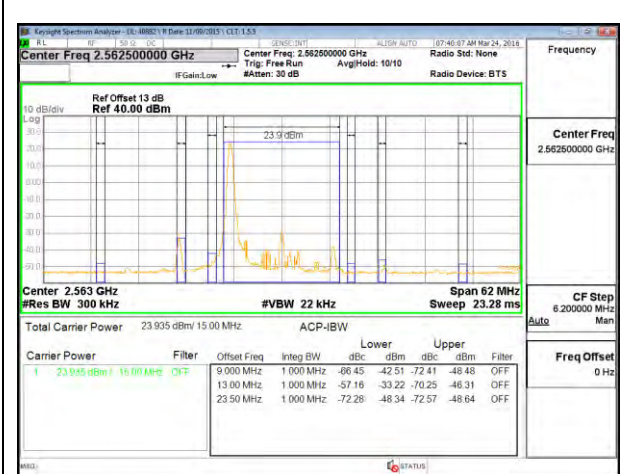 Keysight Spectrum Analyzer - UL: 40882 \ R Date: 11/09/2015 \ CLT: 1.5.3
RL RF 50 Ω DC SENSE:INT ALIGN AUTO 07:40:07 AM Mar 24, 2016
Center Freq 2.562500000 GHz
Center Freq: 2.562500000 GHz
Radio Std: None
Trig: Free Run
Avg|Hold: 10/10
IFGain:Low
#Atten: 30 dB
Radio Device: BTS
Frequency
Ref Offset 13 dB
10 dB/div
Ref 40.00 dBm
Log
30.0
20.0
10.0
0.00
23.9 dBm
Center Freq
2.562500000 GHz
Center 2.563 GHz
Span 62 MHz
#Res BW 300 kHz
#VBW 22 kHz
Sweep 23.28 ms
CF Step
6.200000 MHz
Auto Man
Total Carrier Power 23.935 dBm/ 15.00 MHz
ACP-IBW
Lower Upper
Carrier Power Filter
Offset Freq Integ BW dBc dBm dBc dBm Filter
1 23.935 dBm / 15.00 MHz OFF
9.000 MHz 1.000 MHz -66.45 -42.51 -72.41 -48.48 OFF
13.00 MHz 1.000 MHz -57.16 -33.22 -70.25 -46.31 OFF
23.50 MHz 1.000 MHz -72.28 -48.34 -72.57 -48.64 OFF
Freq Offset
0 Hz
MSG
STATUS